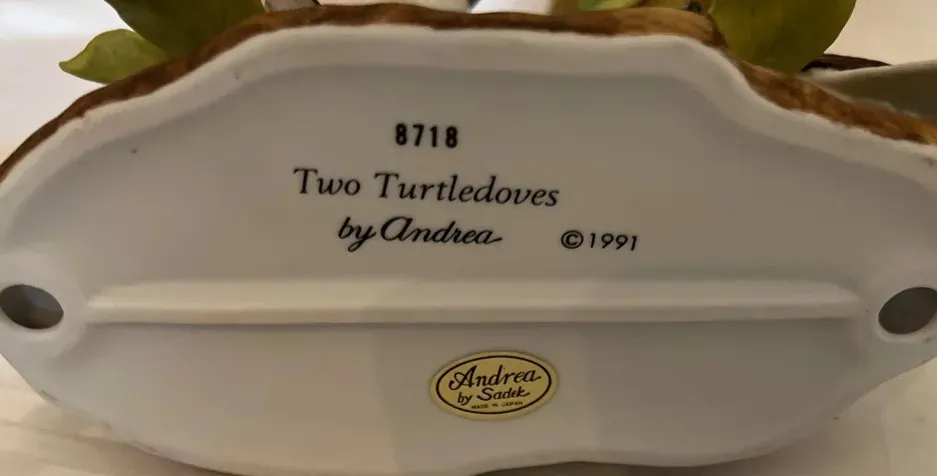 8718
Two Turtledoves
by Andrea ©1991
Andrea
by Sadek
MADE IN JAPAN